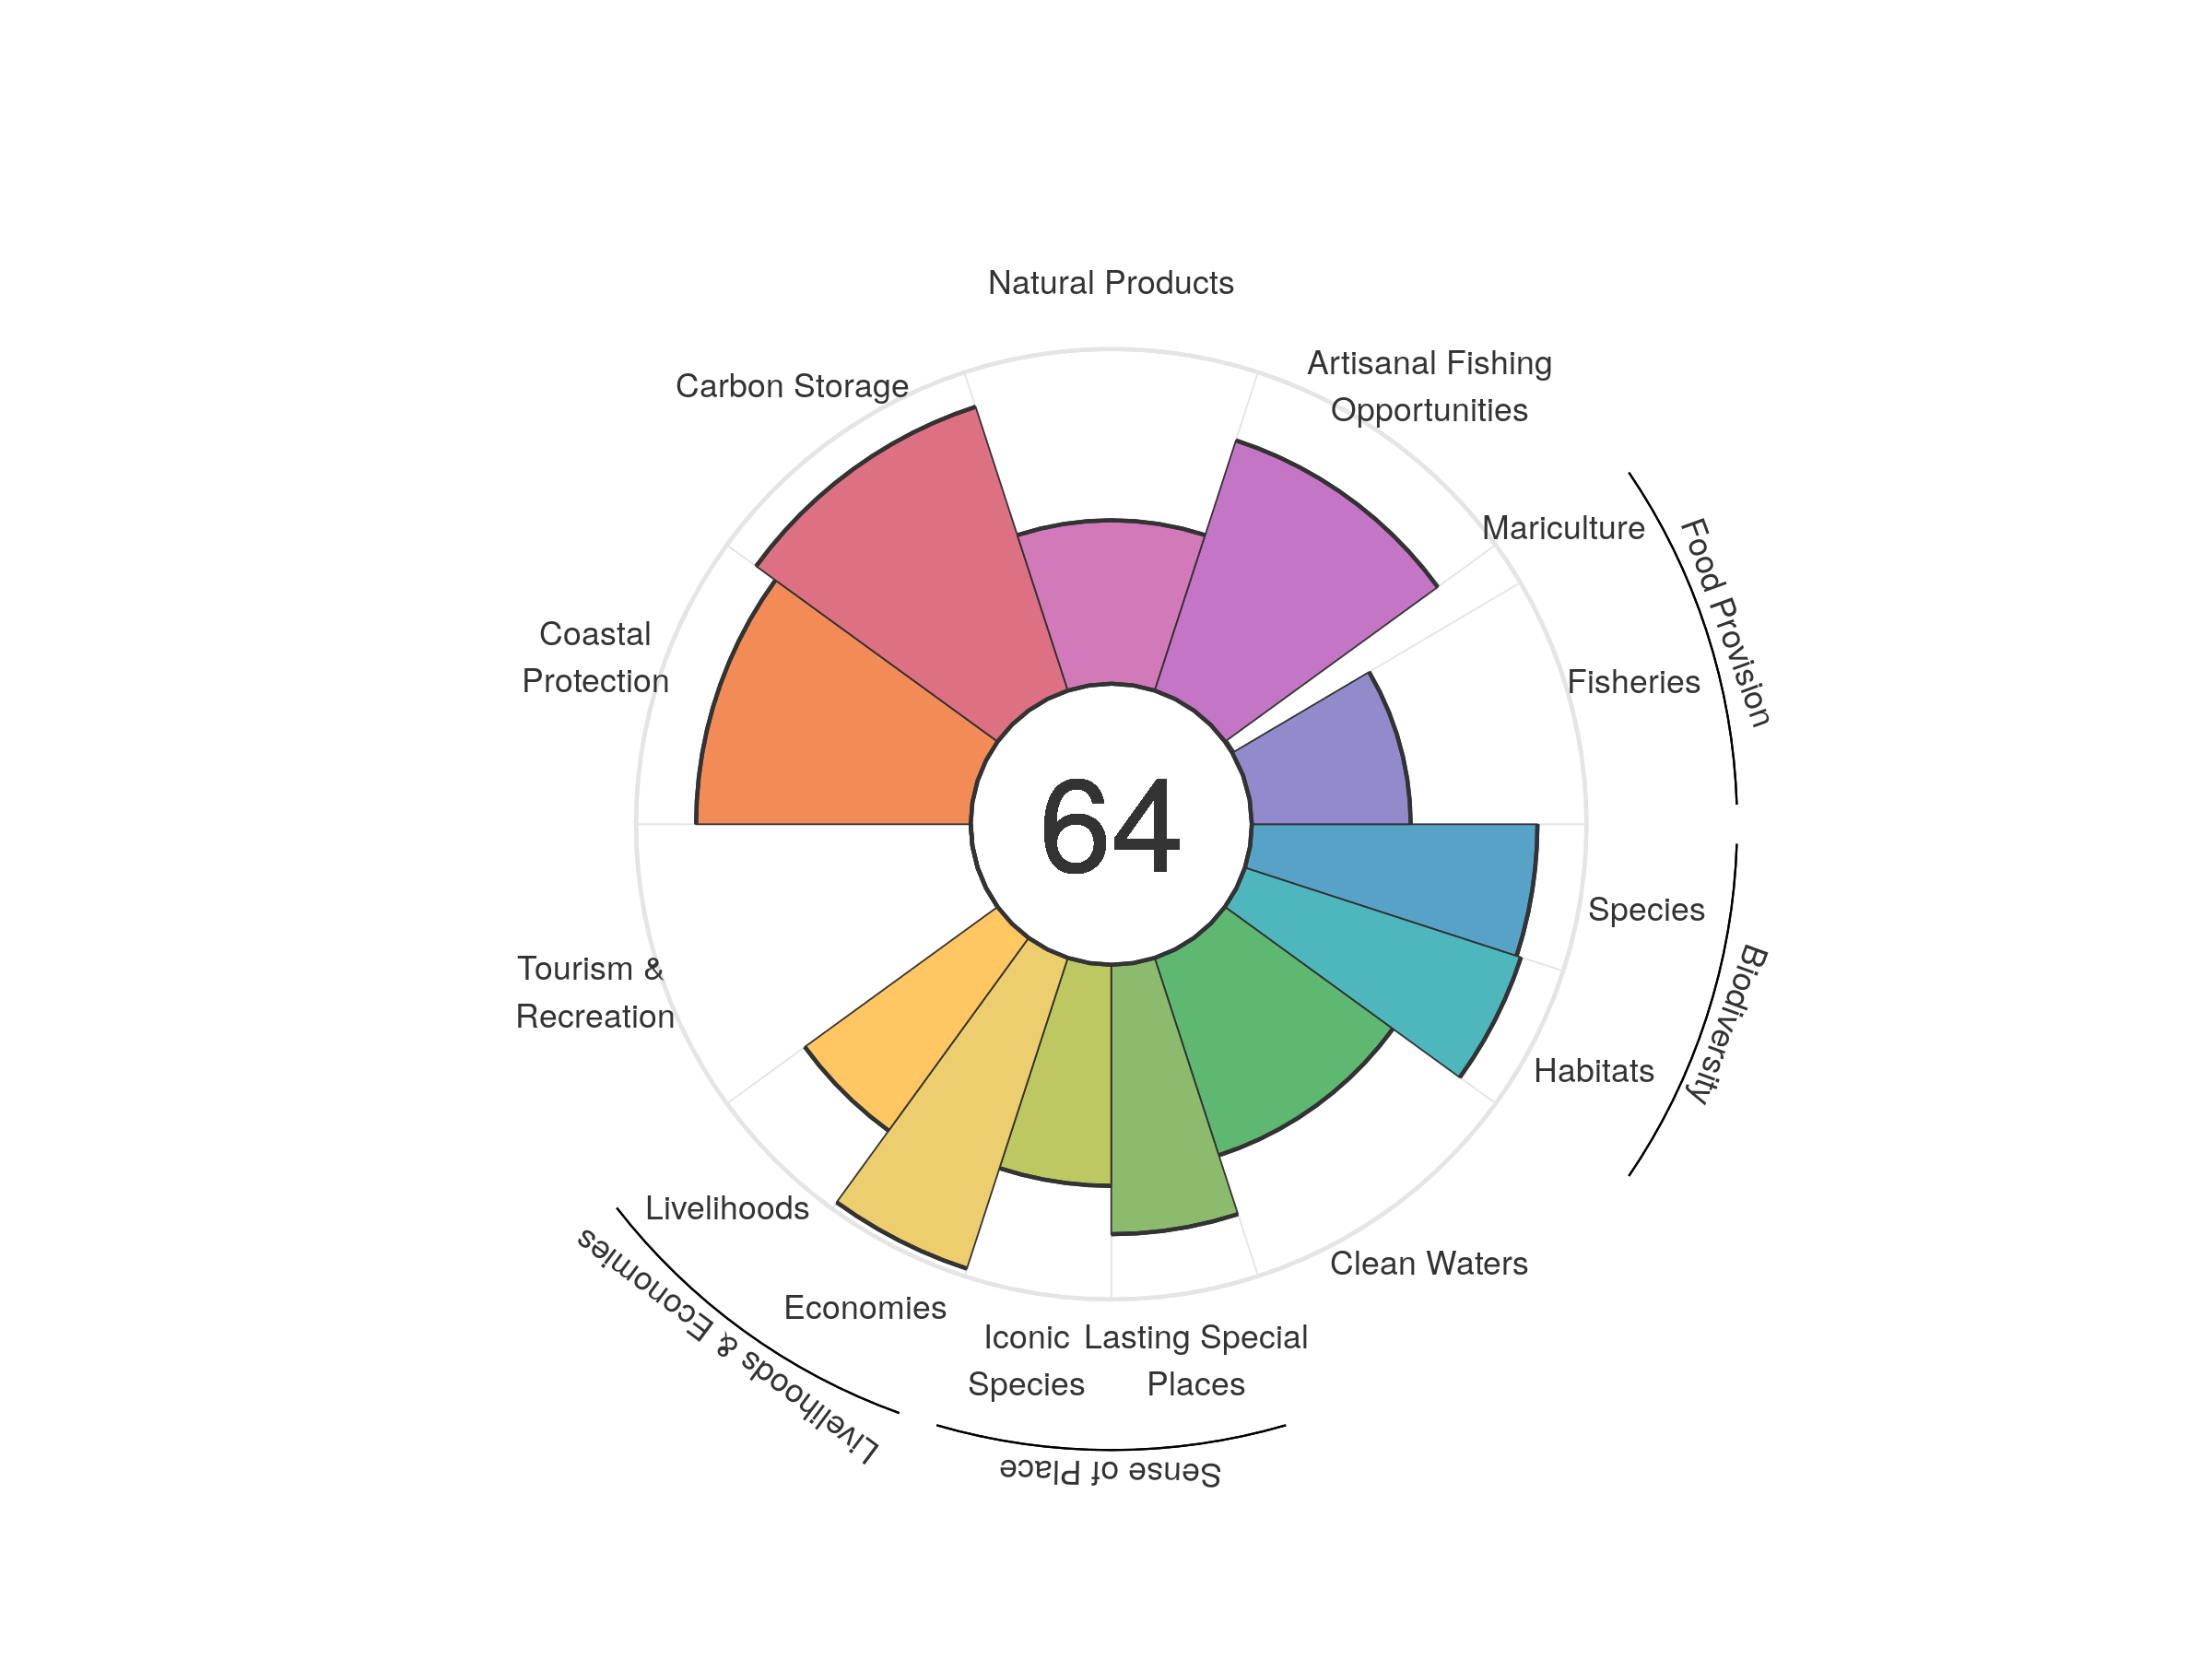 Natural Products
Artisanal Fishing
Opportunities
Carbon Storage
Mariculture
Food Provision
Fisheries
Coastal
Protection
64
Species
Biodiversity
Habitats
Tourism &
Recreation
Livelihoods
Clean Waters
Economies
Livelihoods & Economies
Iconic
Species
Lasting Special
Places
Sense of Place